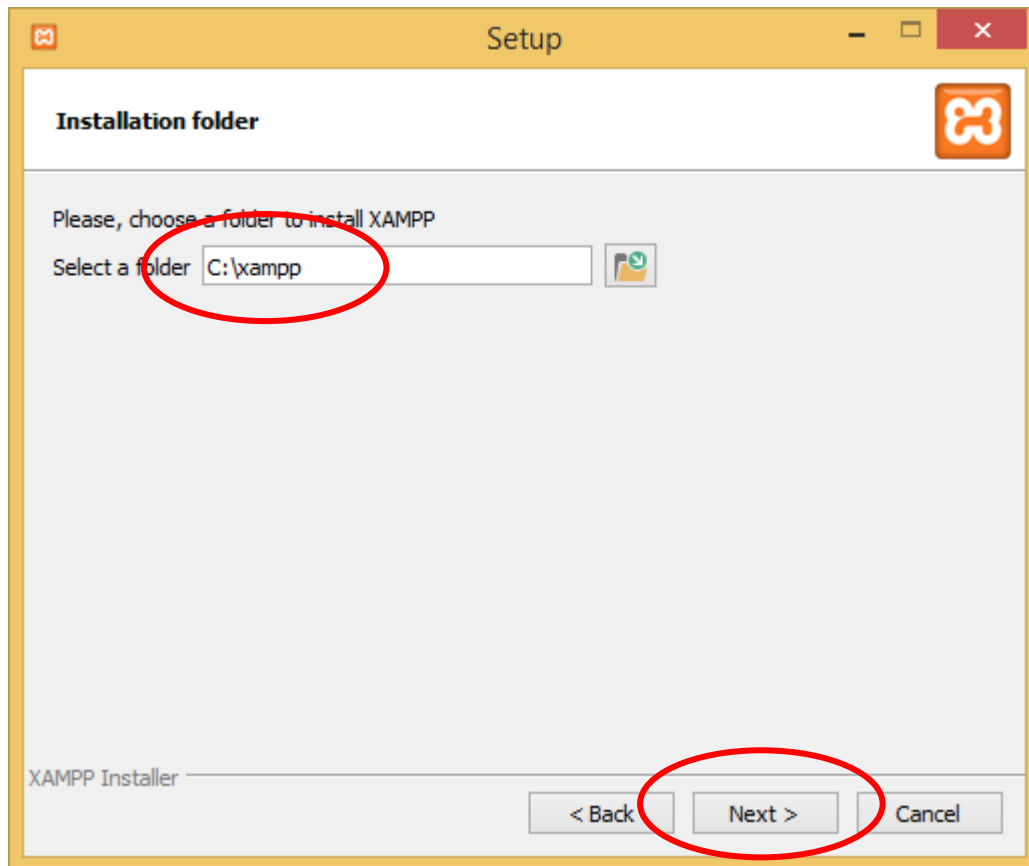 Setup
Installation folder
Please, choose a folder to install XAMPP
Select a folder C:\xampp
XAMPP Installer
< Back Next > Cancel